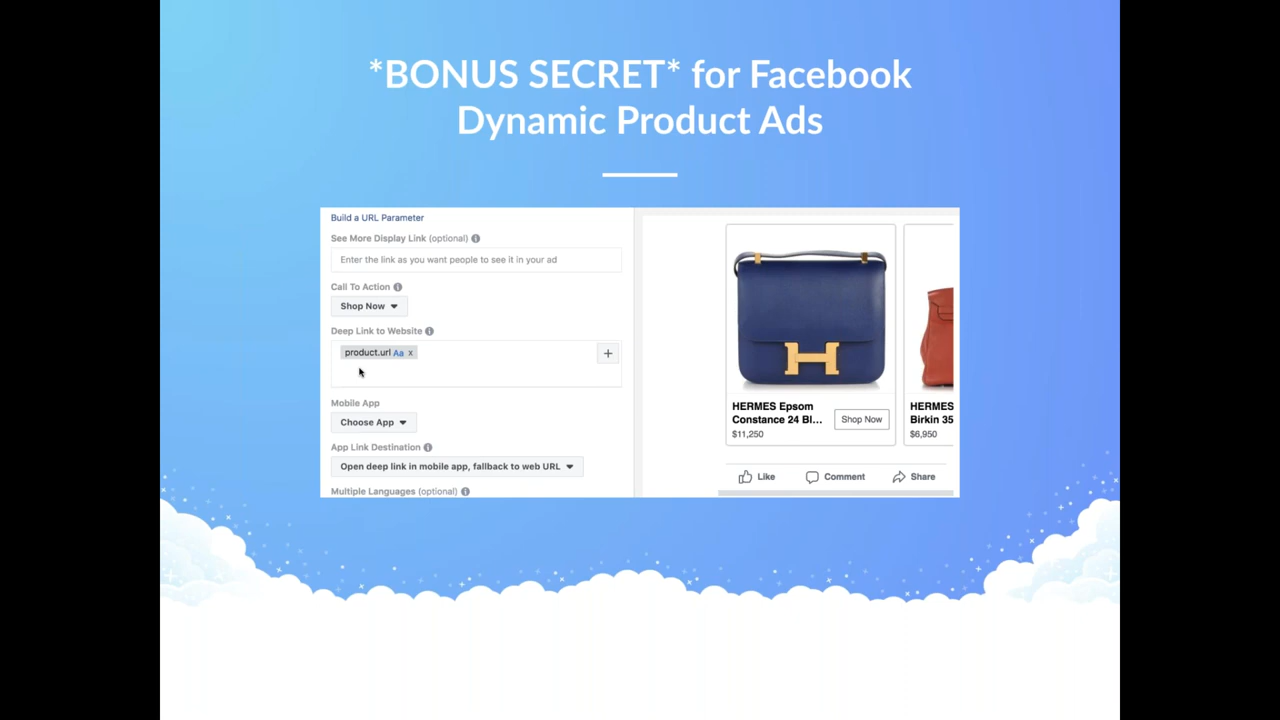 *BONUS SECRET* for Facebook
Dynamic Product Ads
Build a URL Parameter
See More Display Link (optional)
Enter the link as you want people to see it in your ad
Call To Action
Shop Now
Deep Link to Website
product.url Aa x
+
Mobile App
Choose App
App Link Destination
Open deep link in mobile app, fallback to web URL
Multiple Languages (optional)
HERMES Epsom
Constance 24 Bl...
$11,250
Shop Now
HERMES
Birkin 35
$6,950
Like
Comment
Share